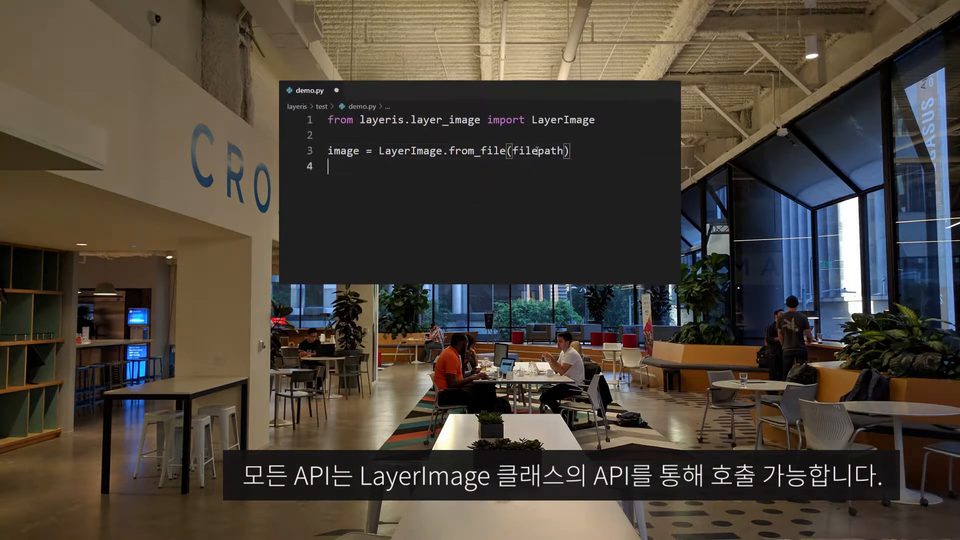 demo.py
layeris > test > demo.py > ...
1 from layeris.layer_image import LayerImage
2
3 image = LayerImage.from_file(filepath)
4
CRO
ASUS
모든 API는 LayerImage 클래스의 API를 통해 호출 가능합니다.